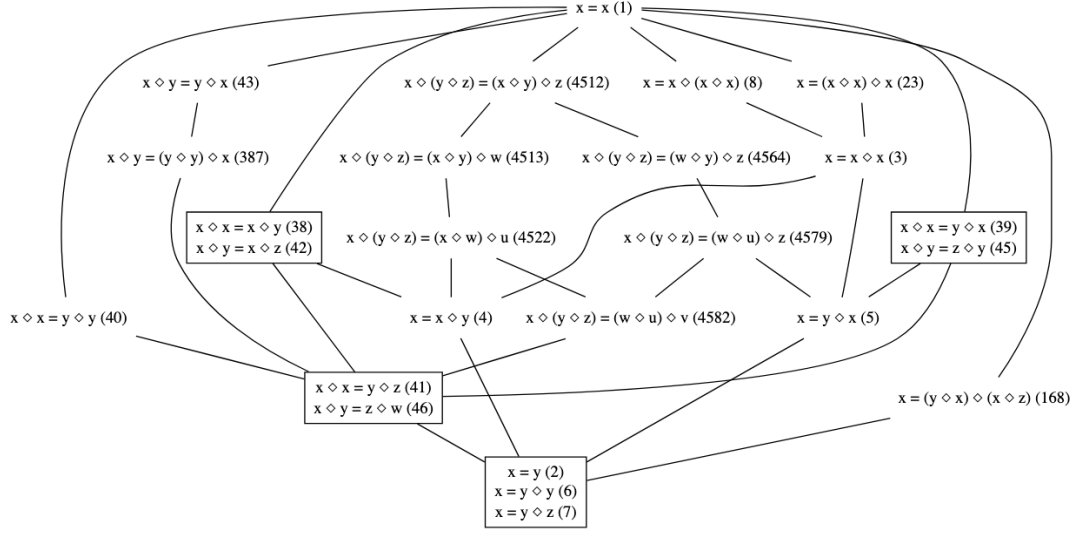 x = x (1)
x ◇ y = y ◇ x (43)
x ◇ (y ◇ z) = (x ◇ y) ◇ z (4512)
x = x ◇ (x ◇ x) (8)
x = (x ◇ x) ◇ x (23)
x ◇ y = (y ◇ y) ◇ x (387)
x ◇ (y ◇ z) = (x ◇ y) ◇ w (4513)
x ◇ (y ◇ z) = (w ◇ y) ◇ z (4564)
x = x ◇ x (3)
x ◇ x = x ◇ y (38)
x ◇ y = x ◇ z (42)
x ◇ (y ◇ z) = (x ◇ w) ◇ u (4522)
x ◇ (y ◇ z) = (w ◇ u) ◇ z (4579)
x ◇ x = y ◇ x (39)
x ◇ y = z ◇ y (45)
x ◇ x = y ◇ y (40)
x = x ◇ y (4)
x ◇ (y ◇ z) = (w ◇ u) ◇ v (4582)
x = y ◇ x (5)
x ◇ x = y ◇ z (41)
x ◇ y = z ◇ w (46)
x = (y ◇ x) ◇ (x ◇ z) (168)
x = y (2)
x = y ◇ y (6)
x = y ◇ z (7)